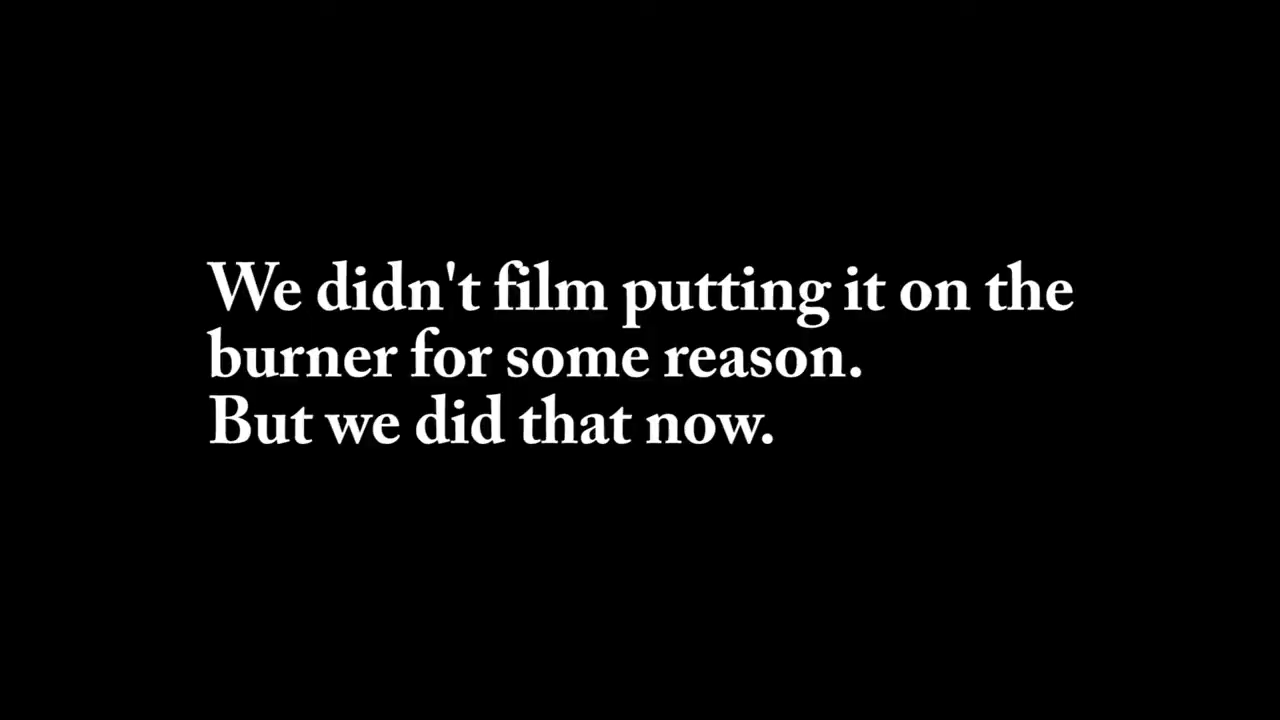 We didn't film putting it on the
burner for some reason.
But we did that now.